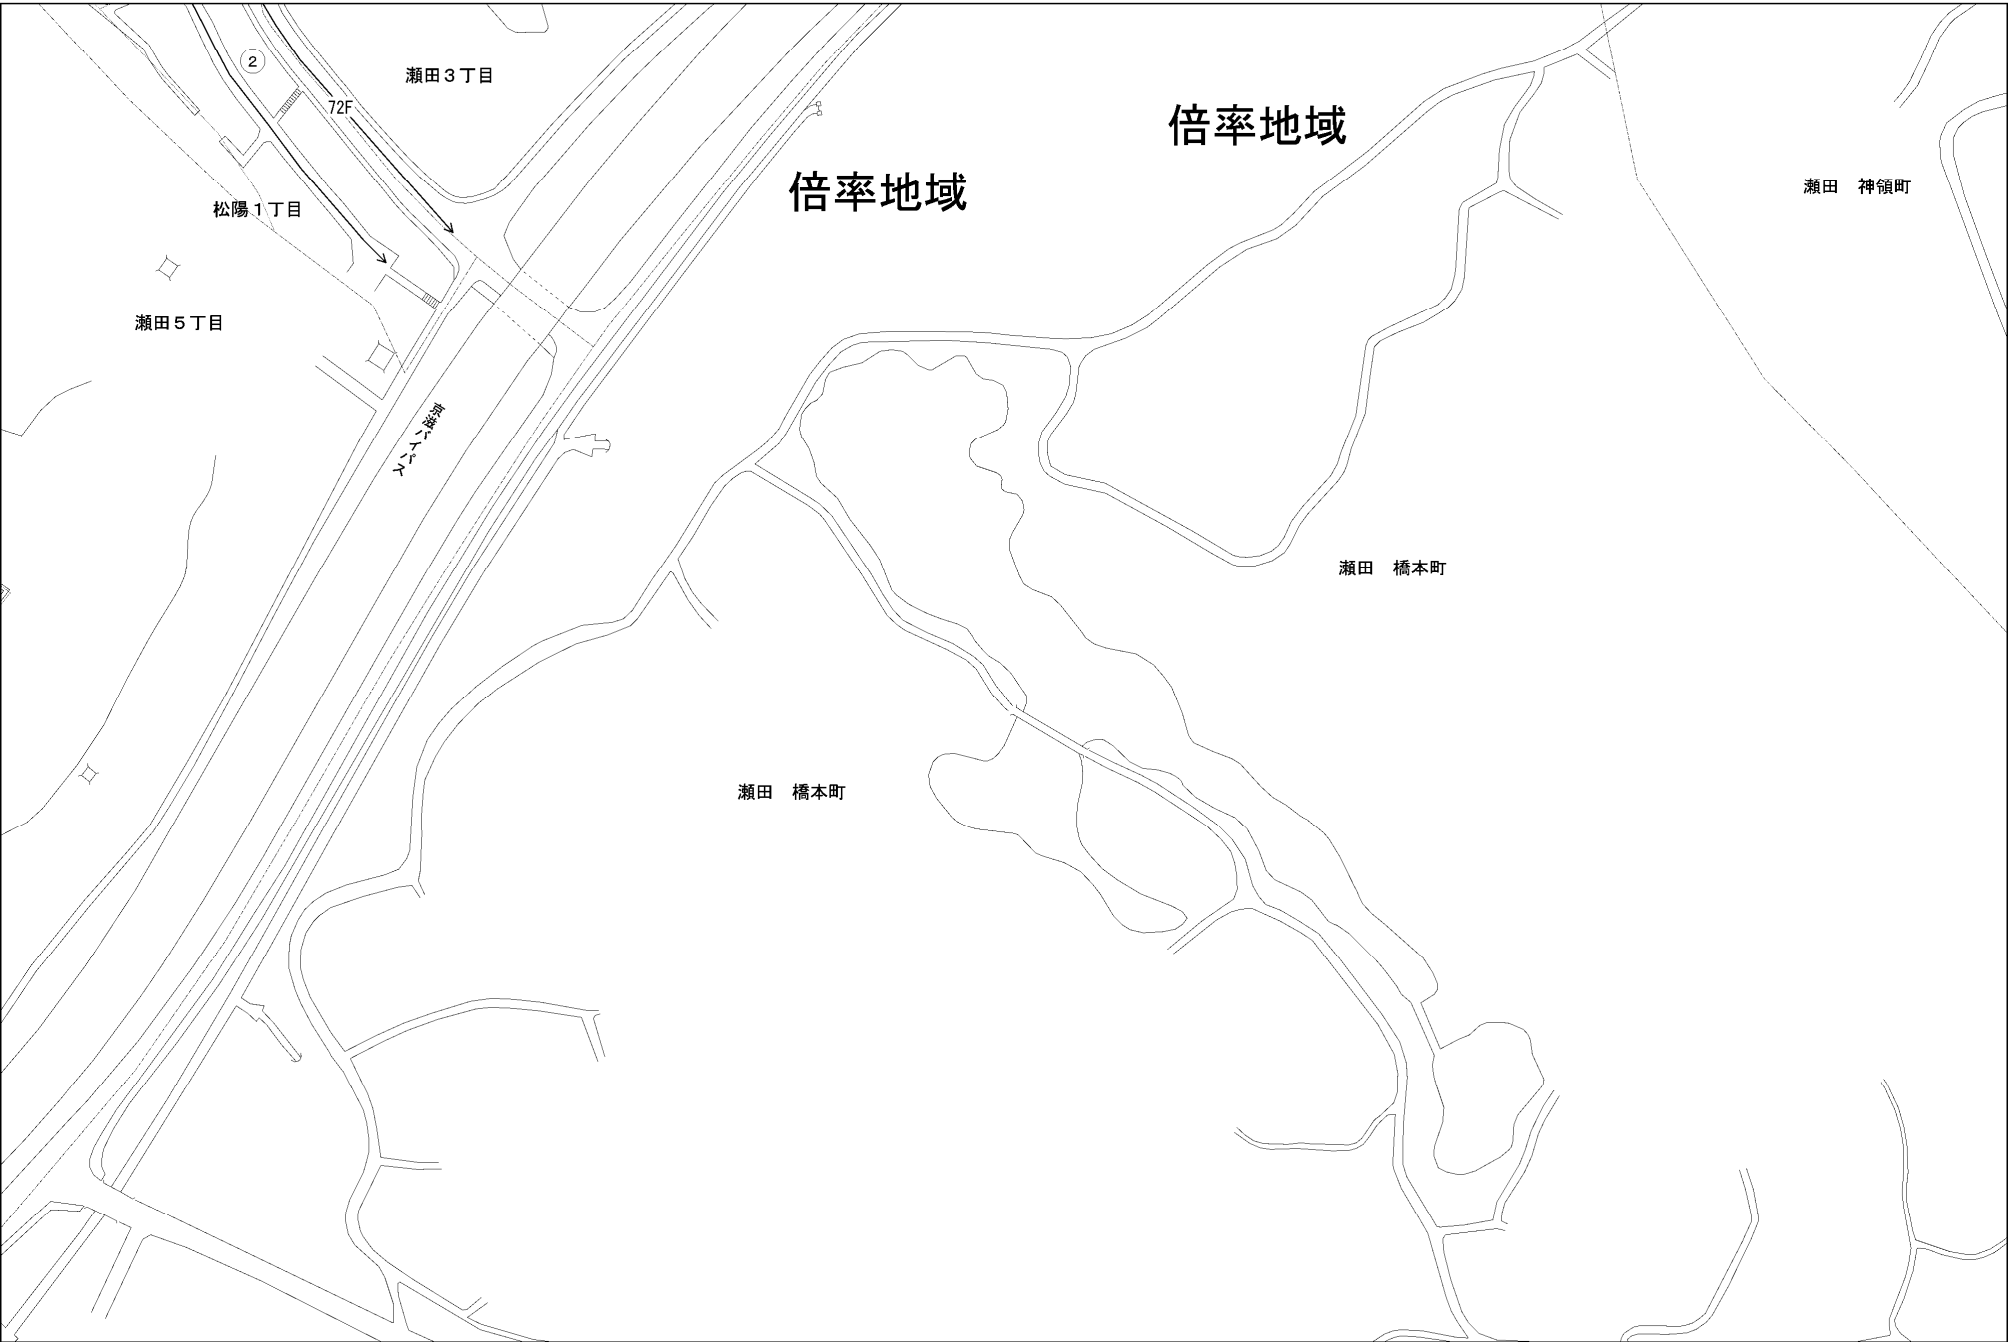 ②
瀬田３丁目
72F
倍率地域
倍率地域
瀬田　神領町
松陽１丁目
瀬田５丁目
京滋バイパス
瀬田　橋本町
瀬田　橋本町